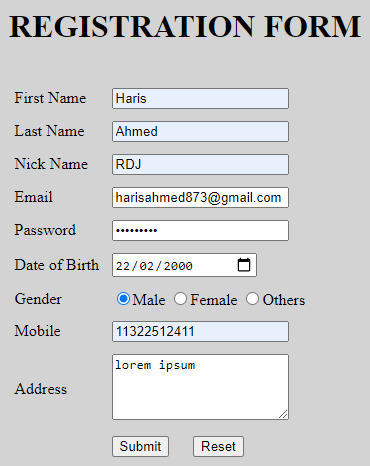 REGISTRATION FORM
First Name Haris
Last Name Ahmed
Nick Name RDJ
Email harisahmed873@gmail.com
Password •••••••••
Date of Birth 22/02/2000
Gender Male Female Others
Mobile 11322512411
Address lorem ipsum
Submit Reset